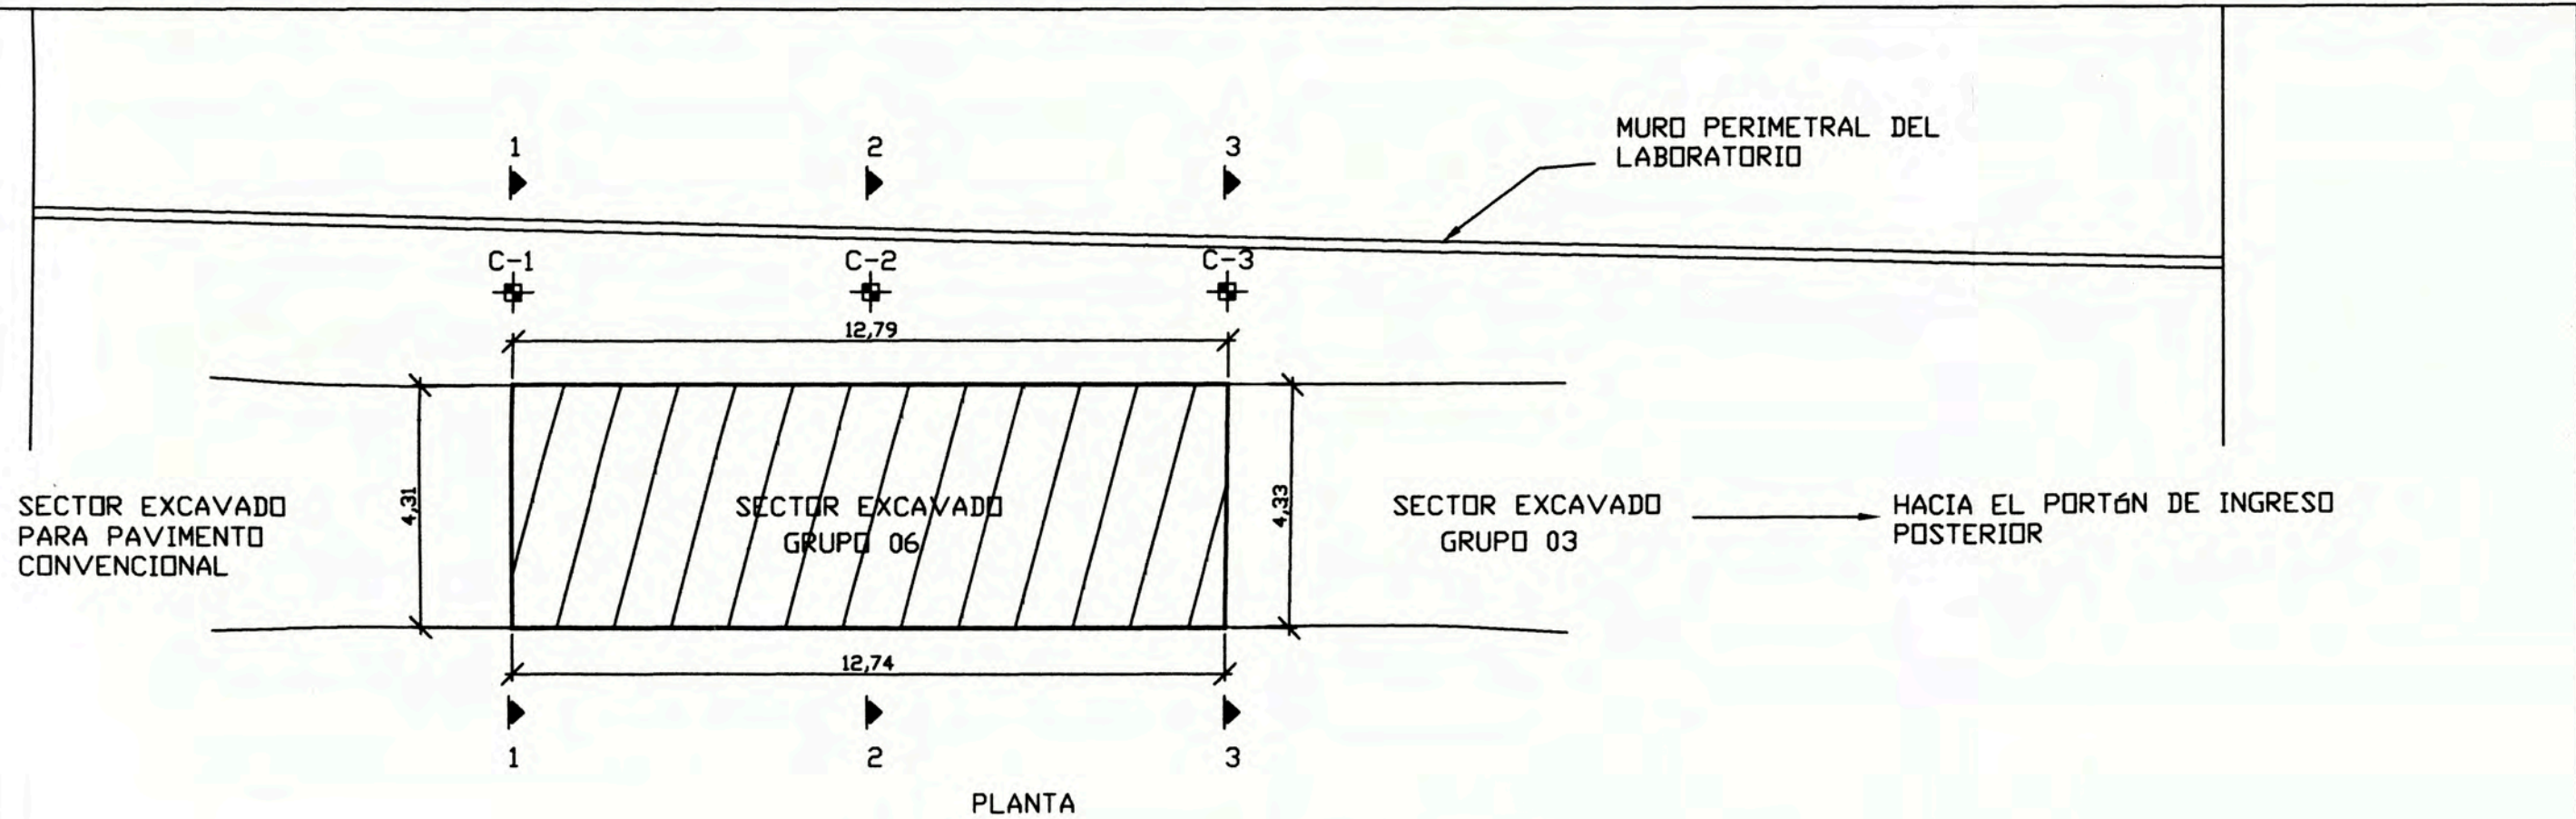 1 2 3
MURO PERIMETRAL DEL
LABORATORIO
C-1 C-2 C-3
12,79
4,31
4,33
SECTOR EXCAVADO
PARA PAVIMENTO
CONVENCIONAL
SECTOR EXCAVADO
GRUPO 06
SECTOR EXCAVADO
GRUPO 03
HACIA EL PORTóN DE INGRESO
POSTERIOR
12,74
1 2 3
PLANTA